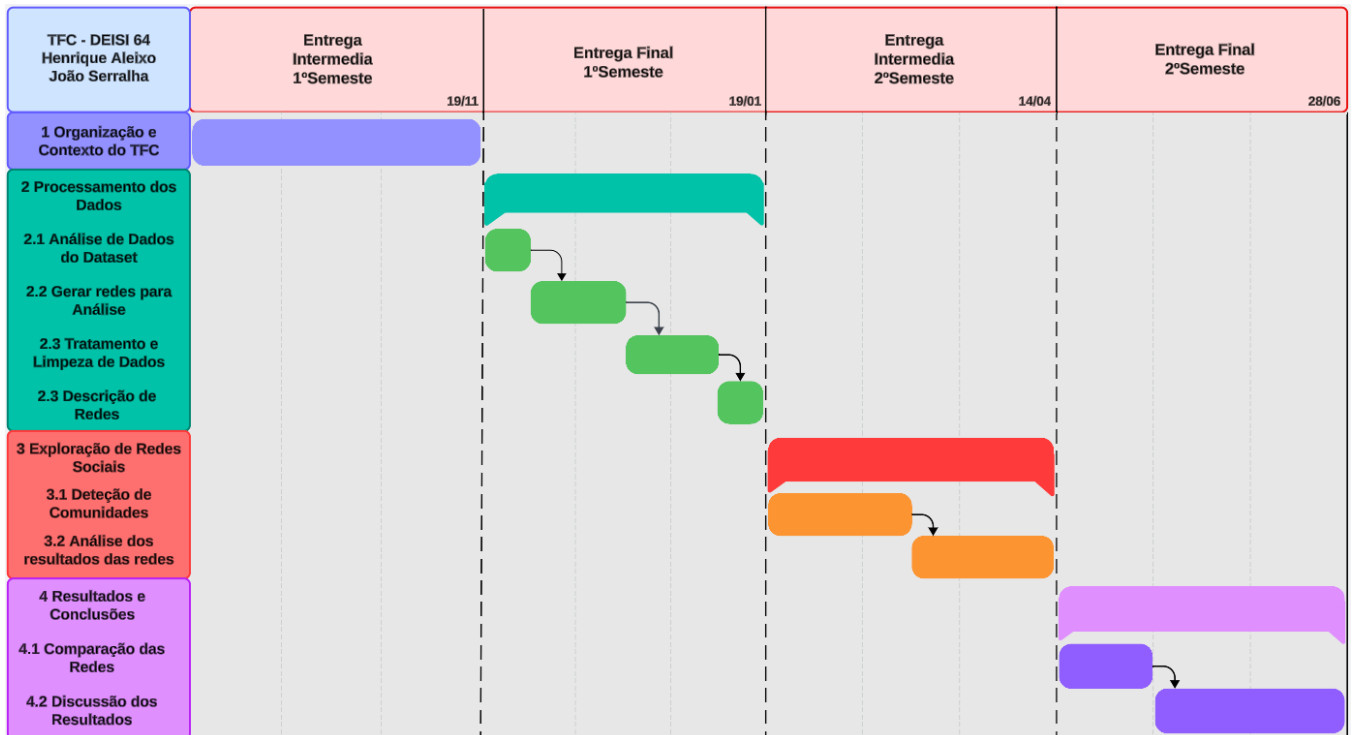 TFC - DEISI 64
Henrique Aleixo
João Serralha
Entrega
Intermedia
1ºSemeste
19/11
Entrega Final
1ºSemeste
19/01
Entrega
Intermedia
2ºSemeste
14/04
Entrega Final
2ºSemeste
28/06
1 Organização e
Contexto do TFC
2 Processamento dos
Dados
2.1 Análise de Dados
do Dataset
2.2 Gerar redes para
Análise
2.3 Tratamento e
Limpeza de Dados
2.3 Descrição de
Redes
3 Exploração de Redes
Sociais
3.1 Deteção de
Comunidades
3.2 Análise dos
resultados das redes
4 Resultados e
Conclusões
4.1 Comparação das
Redes
4.2 Discussão dos
Resultados